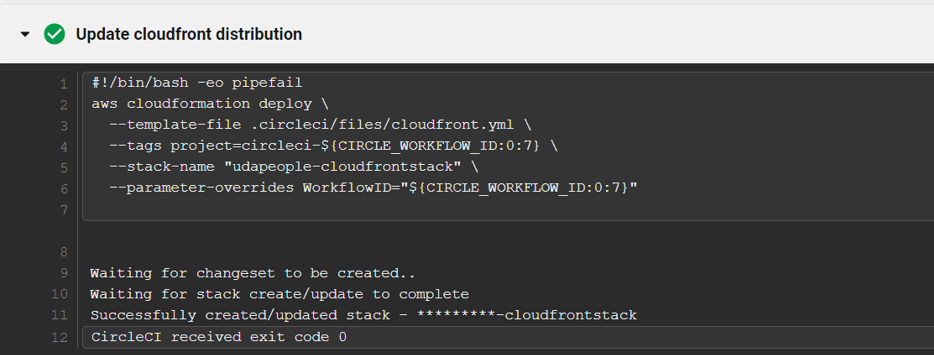 Update cloudfront distribution
1 #!/bin/bash -eo pipefail
2 aws cloudformation deploy \
3 --template-file .circleci/files/cloudfront.yml \
4 --tags project=circleci-${CIRCLE_WORKFLOW_ID:0:7} \
5 --stack-name "udapeople-cloudfrontstack" \
6 --parameter-overrides WorkflowID="${CIRCLE_WORKFLOW_ID:0:7}"
7
8
9 Waiting for changeset to be created..
10 Waiting for stack create/update to complete
11 Successfully created/updated stack - *********-cloudfrontstack
12 CircleCI received exit code 0